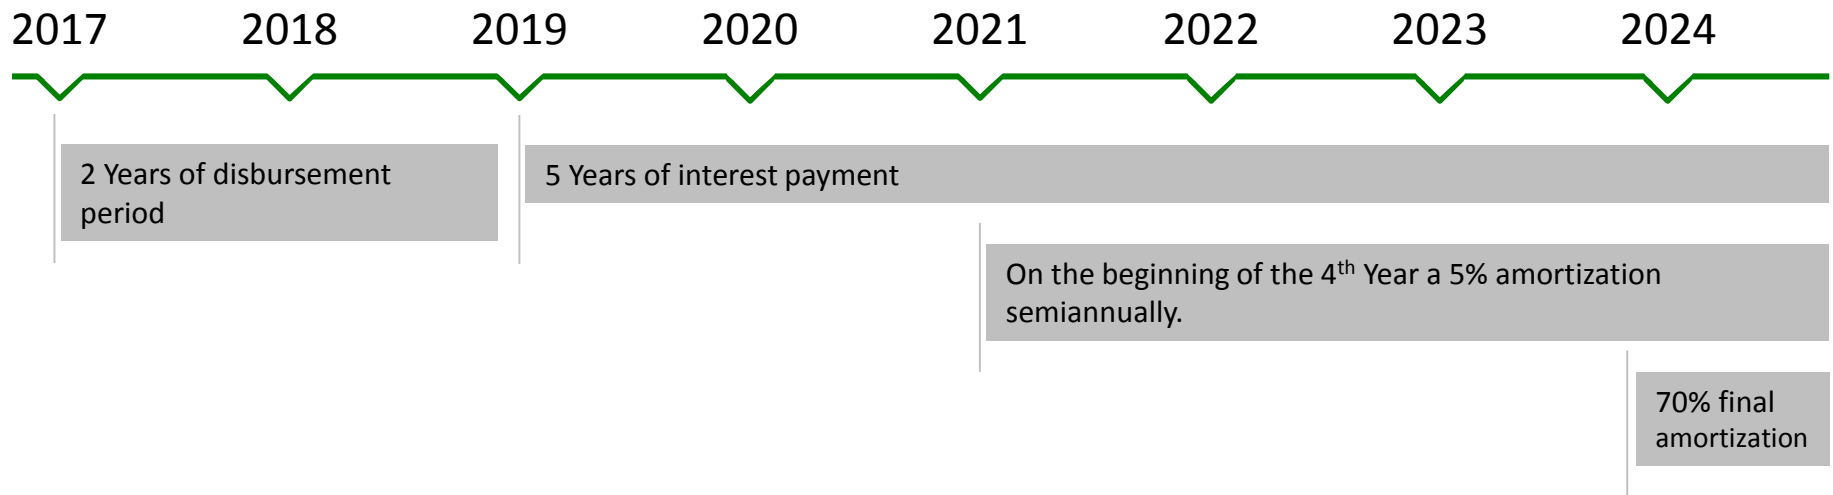 2017 2018 2019 2020 2021 2022 2023 2024
2 Years of disbursement
period
5 Years of interest payment
On the beginning of the 4th Year a 5% amortization
semiannually.
70% final
amortization